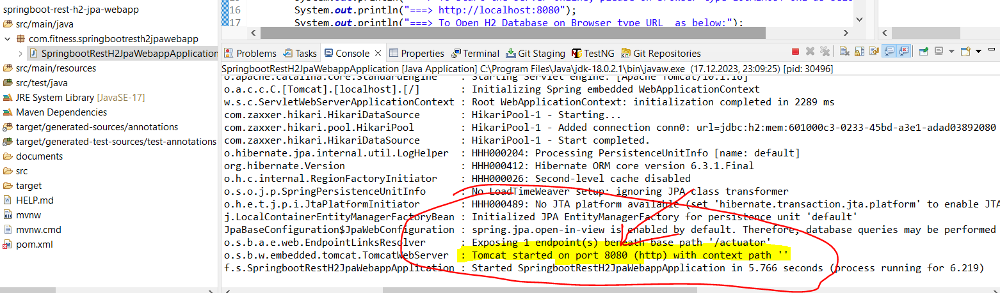 springboot-rest-h2-jpa-webapp
src/main/java
com.fitness.springbootresth2jpawebapp
SpringbootRestH2JpaWebappApplication
src/main/resources
src/test/java
JRE System Library [JavaSE-17]
Maven Dependencies
target/generated-sources/annotations
target/generated-test-sources/test-annotations
documents
src
target
HELP.md
mvnw
mvnw.cmd
pom.xml
16 System.out.println("===> http://localhost:8080");
17 System.out.println("===> To Open H2 Database on Browser type URL as below:");
Problems Tasks Console Properties Terminal Git Staging TestNG Git Repositories
SpringbootRestH2JpaWebappApplication [Java Application] C:\Program Files\Java\jdk-18.0.2.1\bin\javaw.exe (17.12.2023, 23:09:25) [pid: 30496]
o.apache.catalina.core.StandardEngine : Starting Servlet engine: [Apache Tomcat/10.1.16]
o.a.c.c.C.[Tomcat].[localhost].[/] : Initializing Spring embedded WebApplicationContext
w.s.c.ServletWebServerApplicationContext : Root WebApplicationContext: initialization completed in 2289 ms
com.zaxxer.hikari.HikariDataSource : HikariPool-1 - Starting...
com.zaxxer.hikari.pool.HikariPool : HikariPool-1 - Added connection conn0: url=jdbc:h2:mem:601000c3-0233-45bd-a3e1-adad03892080
com.zaxxer.hikari.HikariDataSource : HikariPool-1 - Start completed.
o.hibernate.jpa.internal.util.LogHelper : HHH000204: Processing PersistenceUnitInfo [name: default]
org.hibernate.Version : HHH000412: Hibernate ORM core version 6.3.1.Final
o.h.c.internal.RegionFactoryInitiator : HHH000026: Second-level cache disabled
o.s.o.j.p.SpringPersistenceUnitInfo : No LoadTimeWeaver setup: ignoring JPA class transformer
o.h.e.t.j.p.i.JtaPlatformInitiator : HHH000489: No JTA platform available (set 'hibernate.transaction.jta.platform' to enable JTA
j.LocalContainerEntityManagerFactoryBean : Initialized JPA EntityManagerFactory for persistence unit 'default'
JpaBaseConfiguration$JpaWebConfiguration : spring.jpa.open-in-view is enabled by default. Therefore, database queries may be performed
o.s.b.a.e.web.EndpointLinksResolver : Exposing 1 endpoint(s) beneath base path '/actuator'
o.s.b.w.embedded.tomcat.TomcatWebServer : Tomcat started on port 8080 (http) with context path ''
f.s.SpringbootRestH2JpaWebappApplication : Started SpringbootRestH2JpaWebappApplication in 5.766 seconds (process running for 6.219)